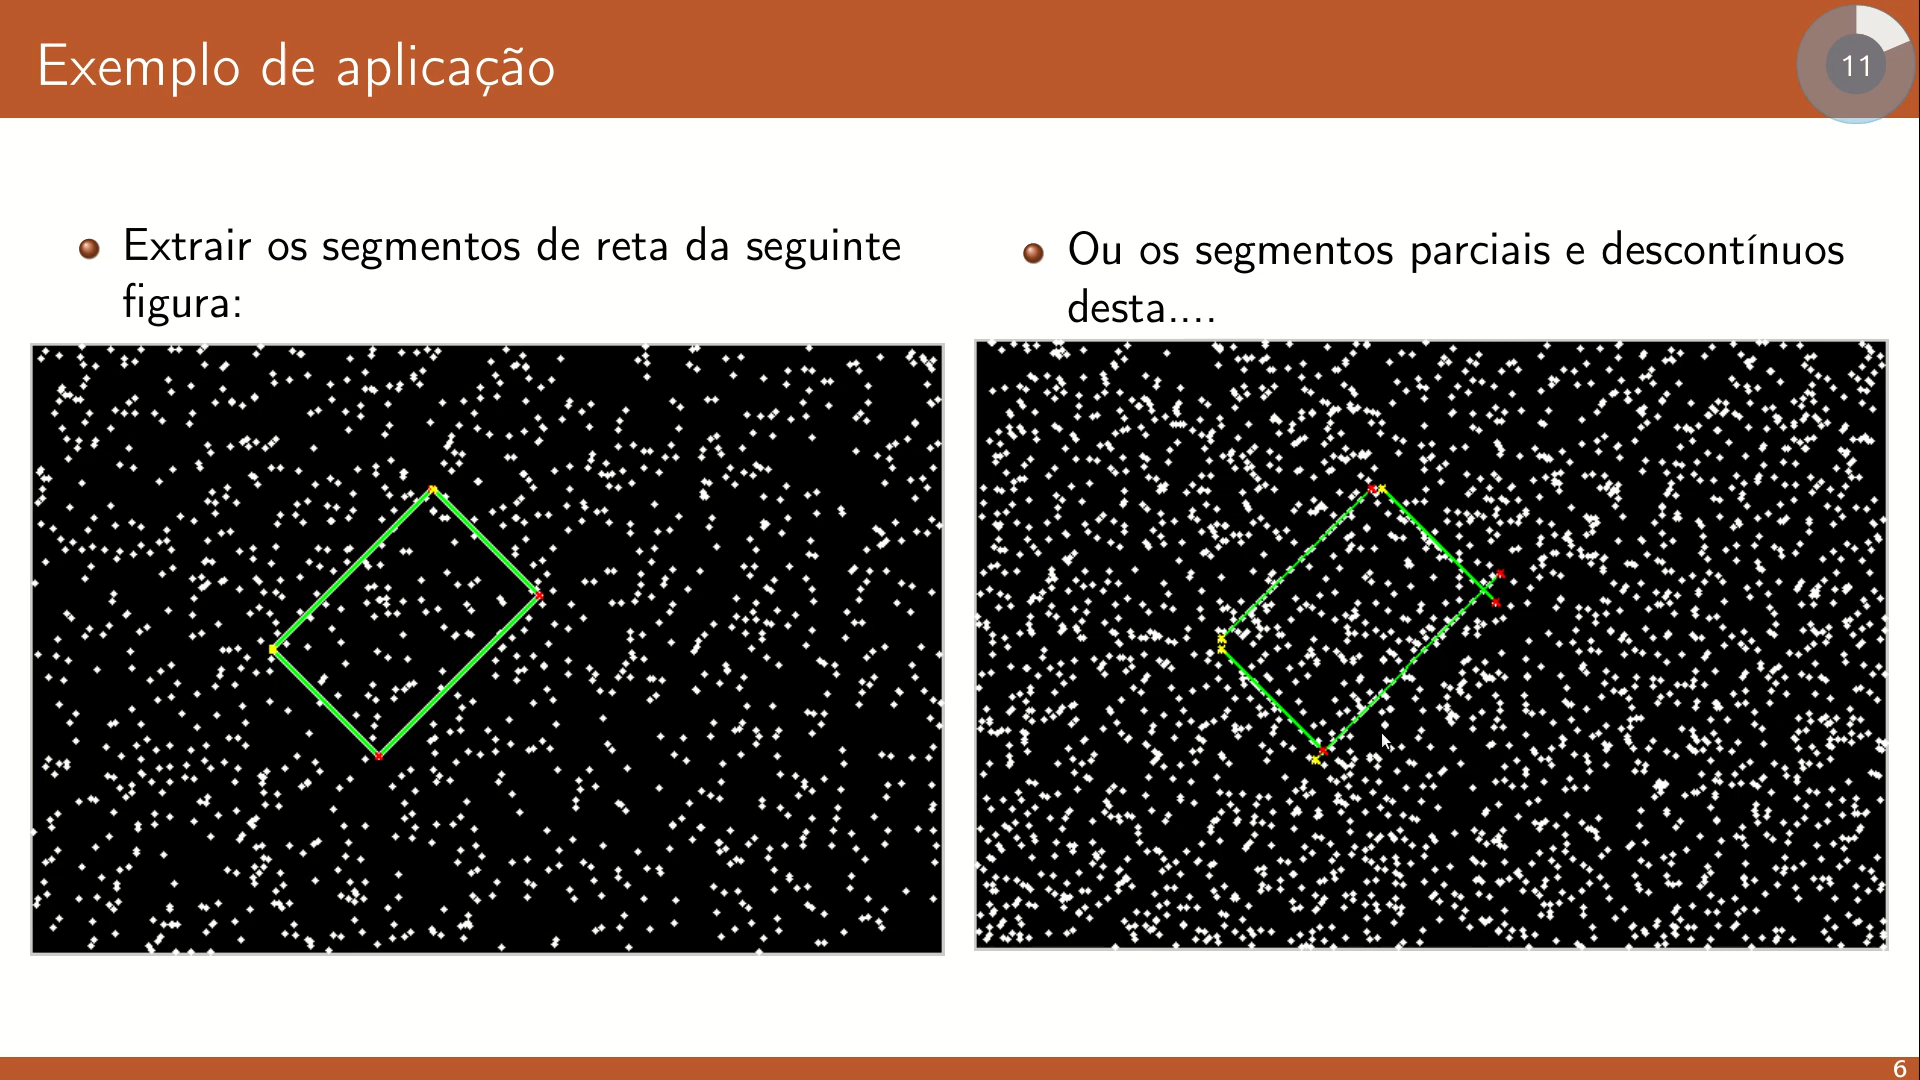 Exemplo de aplicação
11
Extrair os segmentos de reta da seguinte
figura:
Ou os segmentos parciais e descontínuos
desta....
6